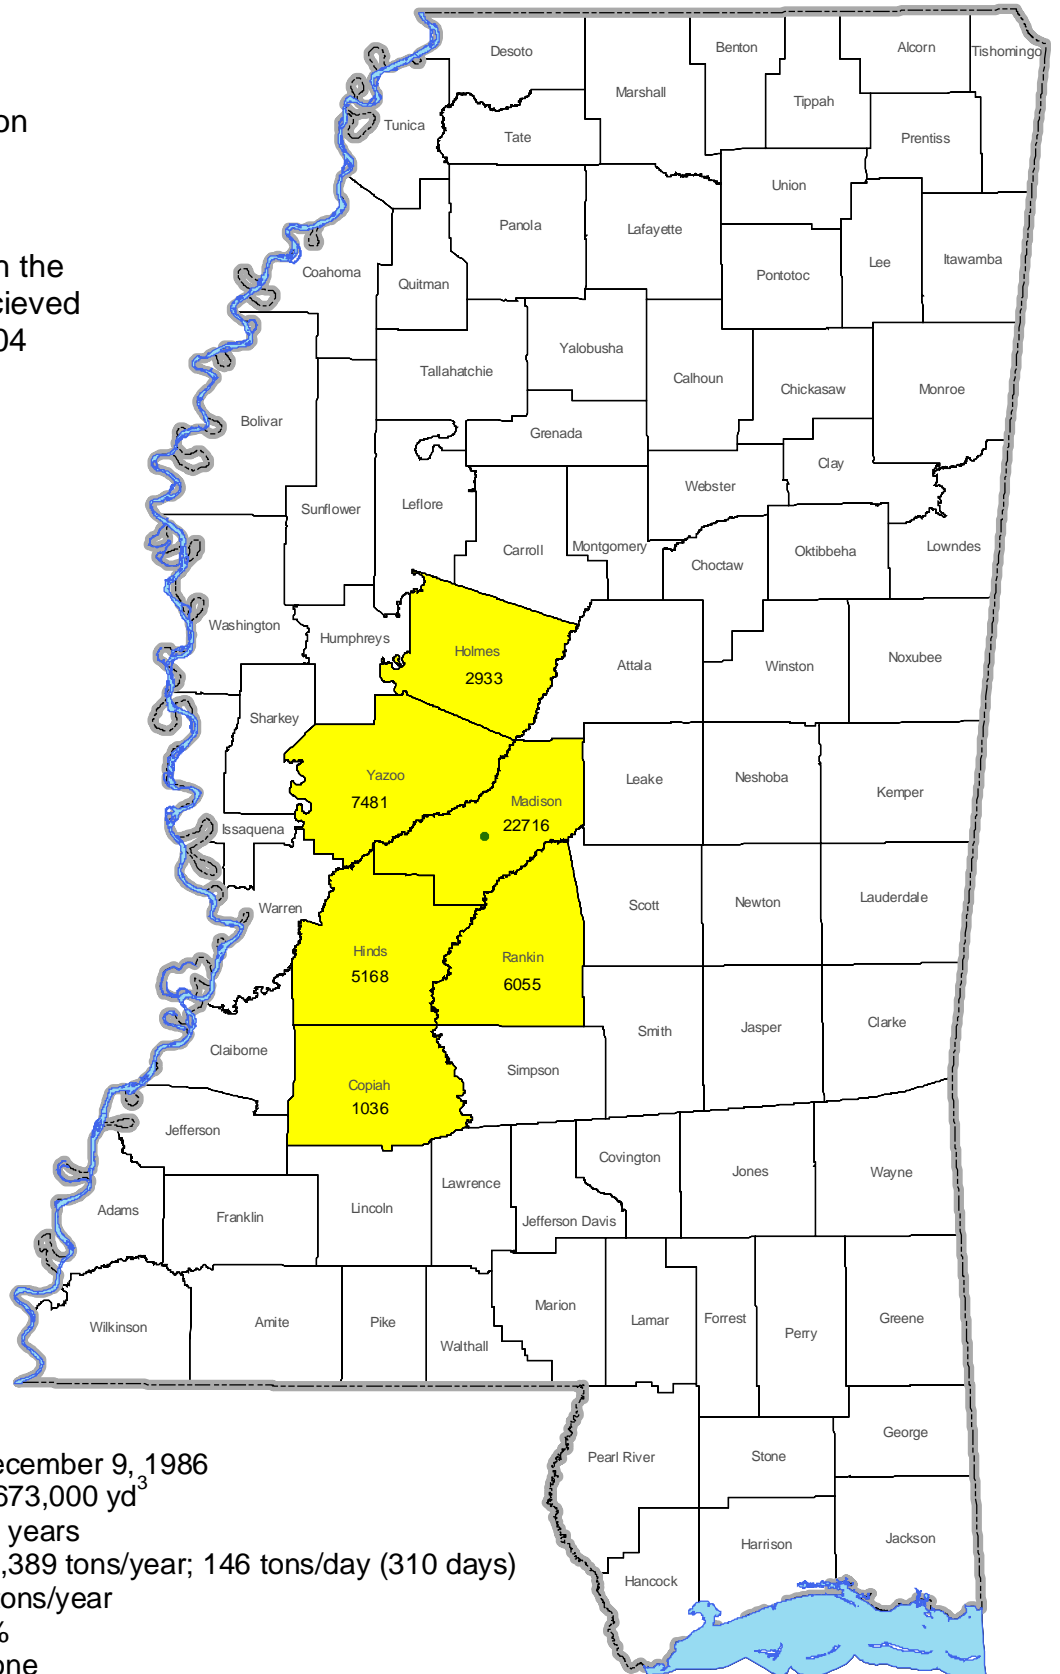 on
n the
cieved
04
Desoto
Benton
Alcorn
Tishomingo
Marshall
Tippah
Tunica
Tate
Prentiss
Union
Panola
Lafayette
Coahoma
Quitman
Pontotoc
Lee
Itawamba
Yalobusha
Tallahatchie
Calhoun
Chickasaw
Monroe
Bolivar
Grenada
Clay
Webster
Sunflower
Leflore
Carroll
Montgomery
Choctaw
Oktibbeha
Lowndes
Washington
Humphreys
Holmes
2933
Attala
Winston
Noxubee
Sharkey
Yazoo
7481
Madison
22716
Leake
Neshoba
Kemper
Issaquena
Warren
Scott
Newton
Lauderdale
Hinds
5168
Rankin
6055
Smith
Jasper
Clarke
Claiborne
Copiah
1036
Simpson
Jefferson
Covington
Jones
Wayne
Lawrence
Lincoln
Adams
Franklin
Jefferson Davis
Wilkinson
Amite
Pike
Walthall
Marion
Lamar
Forrest
Perry
Greene
Pearl River
Stone
George
Harrison
Jackson
Hancock
ecember 9, 1986
673,000 yd³
years
,389 tons/year; 146 tons/day (310 days)
tons/year
%
one